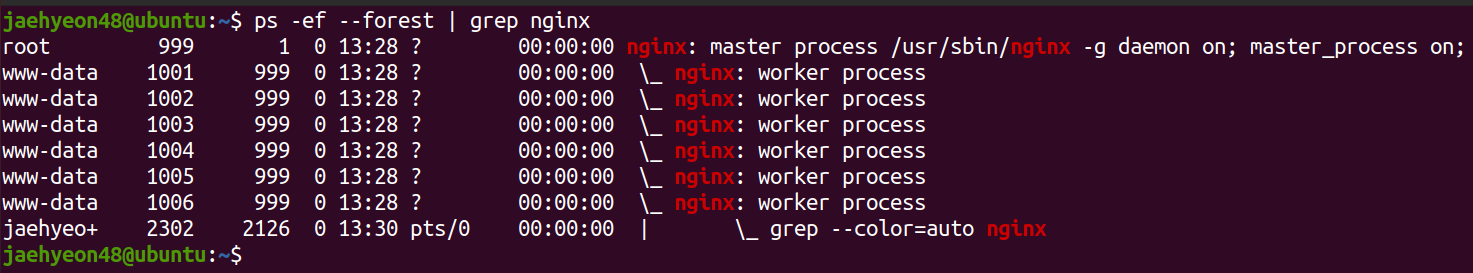 jaehyeon48@ubuntu:~$ ps -ef --forest | grep nginx
root         999       1  0 13:28 ?        00:00:00 nginx: master process /usr/sbin/nginx -g daemon on; master_process on;
www-data    1001     999  0 13:28 ?        00:00:00  \_ nginx: worker process
www-data    1002     999  0 13:28 ?        00:00:00  \_ nginx: worker process
www-data    1003     999  0 13:28 ?        00:00:00  \_ nginx: worker process
www-data    1004     999  0 13:28 ?        00:00:00  \_ nginx: worker process
www-data    1005     999  0 13:28 ?        00:00:00  \_ nginx: worker process
www-data    1006     999  0 13:28 ?        00:00:00  \_ nginx: worker process
jaehyeo+    2302    2126  0 13:30 pts/0    00:00:00  |       \_ grep --color=auto nginx
jaehyeon48@ubuntu:~$